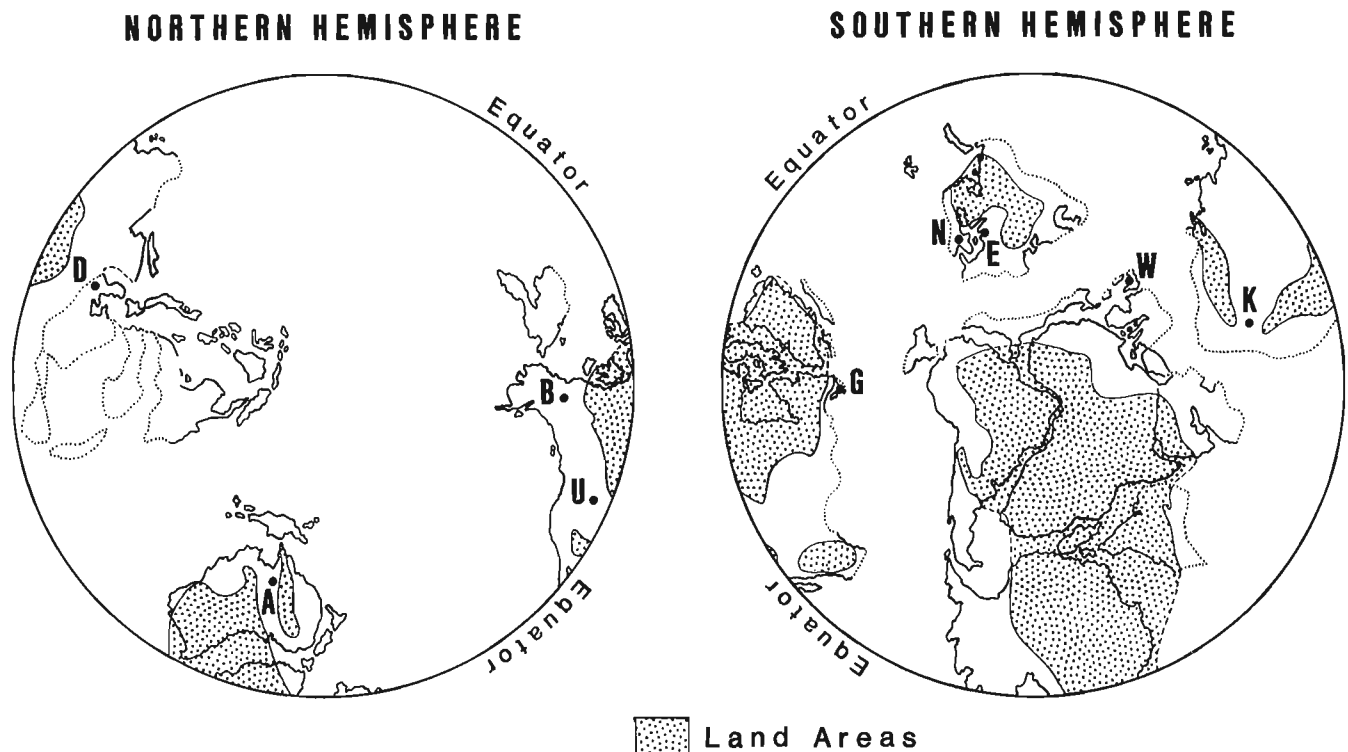 NORTHERN HEMISPHERE
SOUTHERN HEMISPHERE
Equator
Equator
D
N
E
W
K
B
G
U
A
Equator
Equator
Land Areas